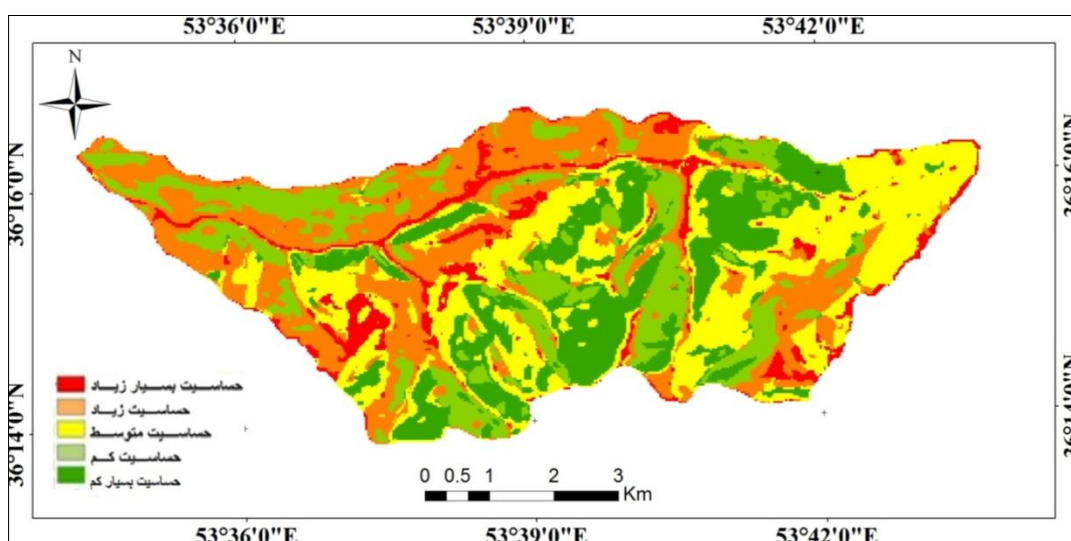 53°36'0"E 53°39'0"E 53°42'0"E
N
36°16'0"N
36°16'0"N
حساسیت بسیار زیاد
حساسیت زیاد
حساسیت متوسط
حساسیت کم
حساسیت بسیار کم
36°14'0"N
36°14'0"N
0 0.5 1 2 3
Km
53°36'0"E 53°39'0"E 53°42'0"E